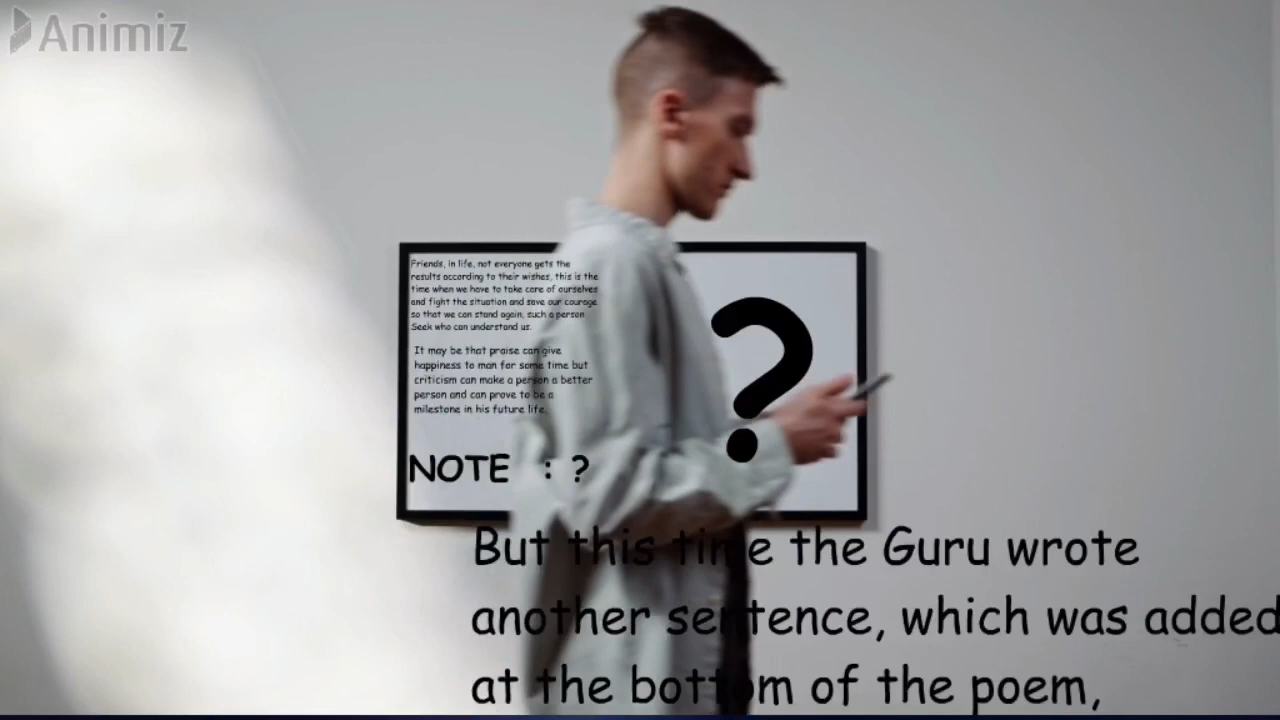 Animiz
Friends, in life, not everyone gets the
results according to their wishes, this is the
time when we have to take care of ourselves
and fight the situation and save our courage
so that we can stand again, such a person
Seek who can understand us.
It may be that praise can give
happiness to man for some time but
criticism can make a person a better
person and can prove to be a
milestone in his future life.
?
NOTE : ?
But this time the Guru wrote
another sentence, which was added
at the bottom of the poem,